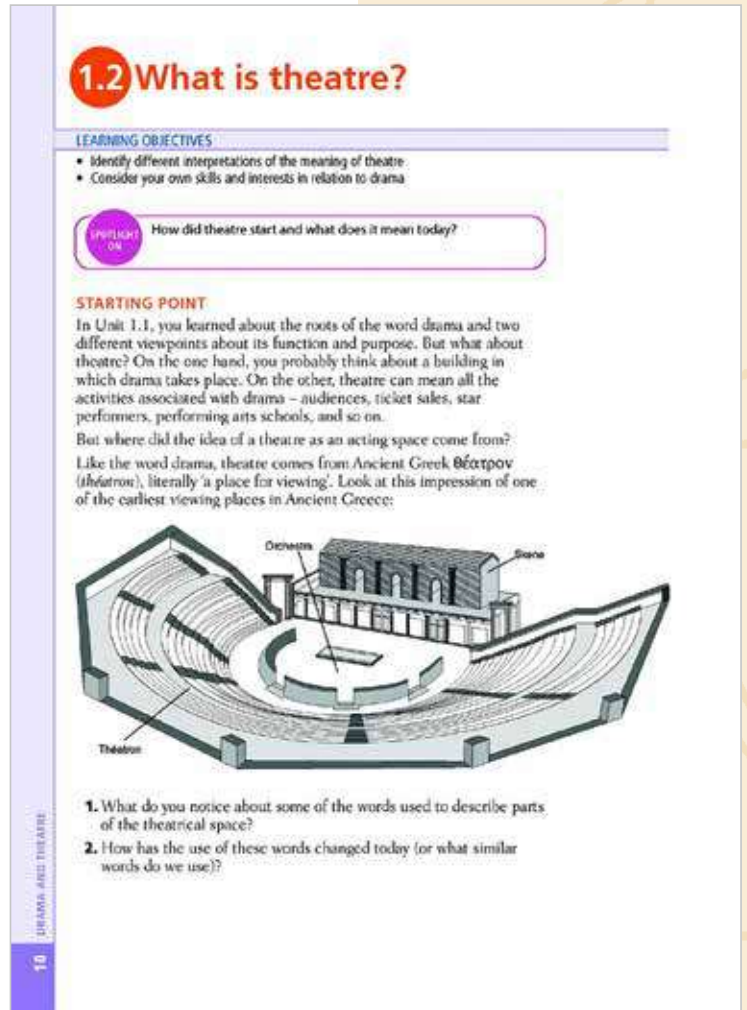 1.2 What is theatre?
LEARNING OBJECTIVES
• Identify different interpretations of the meaning of theatre
• Consider your own skills and interests in relation to drama
SPOTLIGHT
ON
How did theatre start and what does it mean today?
STARTING POINT
In Unit 1.1, you learned about the roots of the word drama and two
different viewpoints about its function and purpose. But what about
theatre? On the one hand, you probably think about a building in
which drama takes place. On the other, theatre can mean all the
activities associated with drama – audiences, ticket sales, star
performers, performing arts schools, and so on.
But where did the idea of a theatre as an acting space come from?
Like the word drama, theatre comes from Ancient Greek θέατρον
(théatron), literally 'a place for viewing'. Look at this impression of one
of the earliest viewing places in Ancient Greece:
Orchestra
Skene
Théatron
1. What do you notice about some of the words used to describe parts
of the theatrical space?
2. How has the use of these words changed today (or what similar
words do we use)?
DRAMA AND THEATRE
10